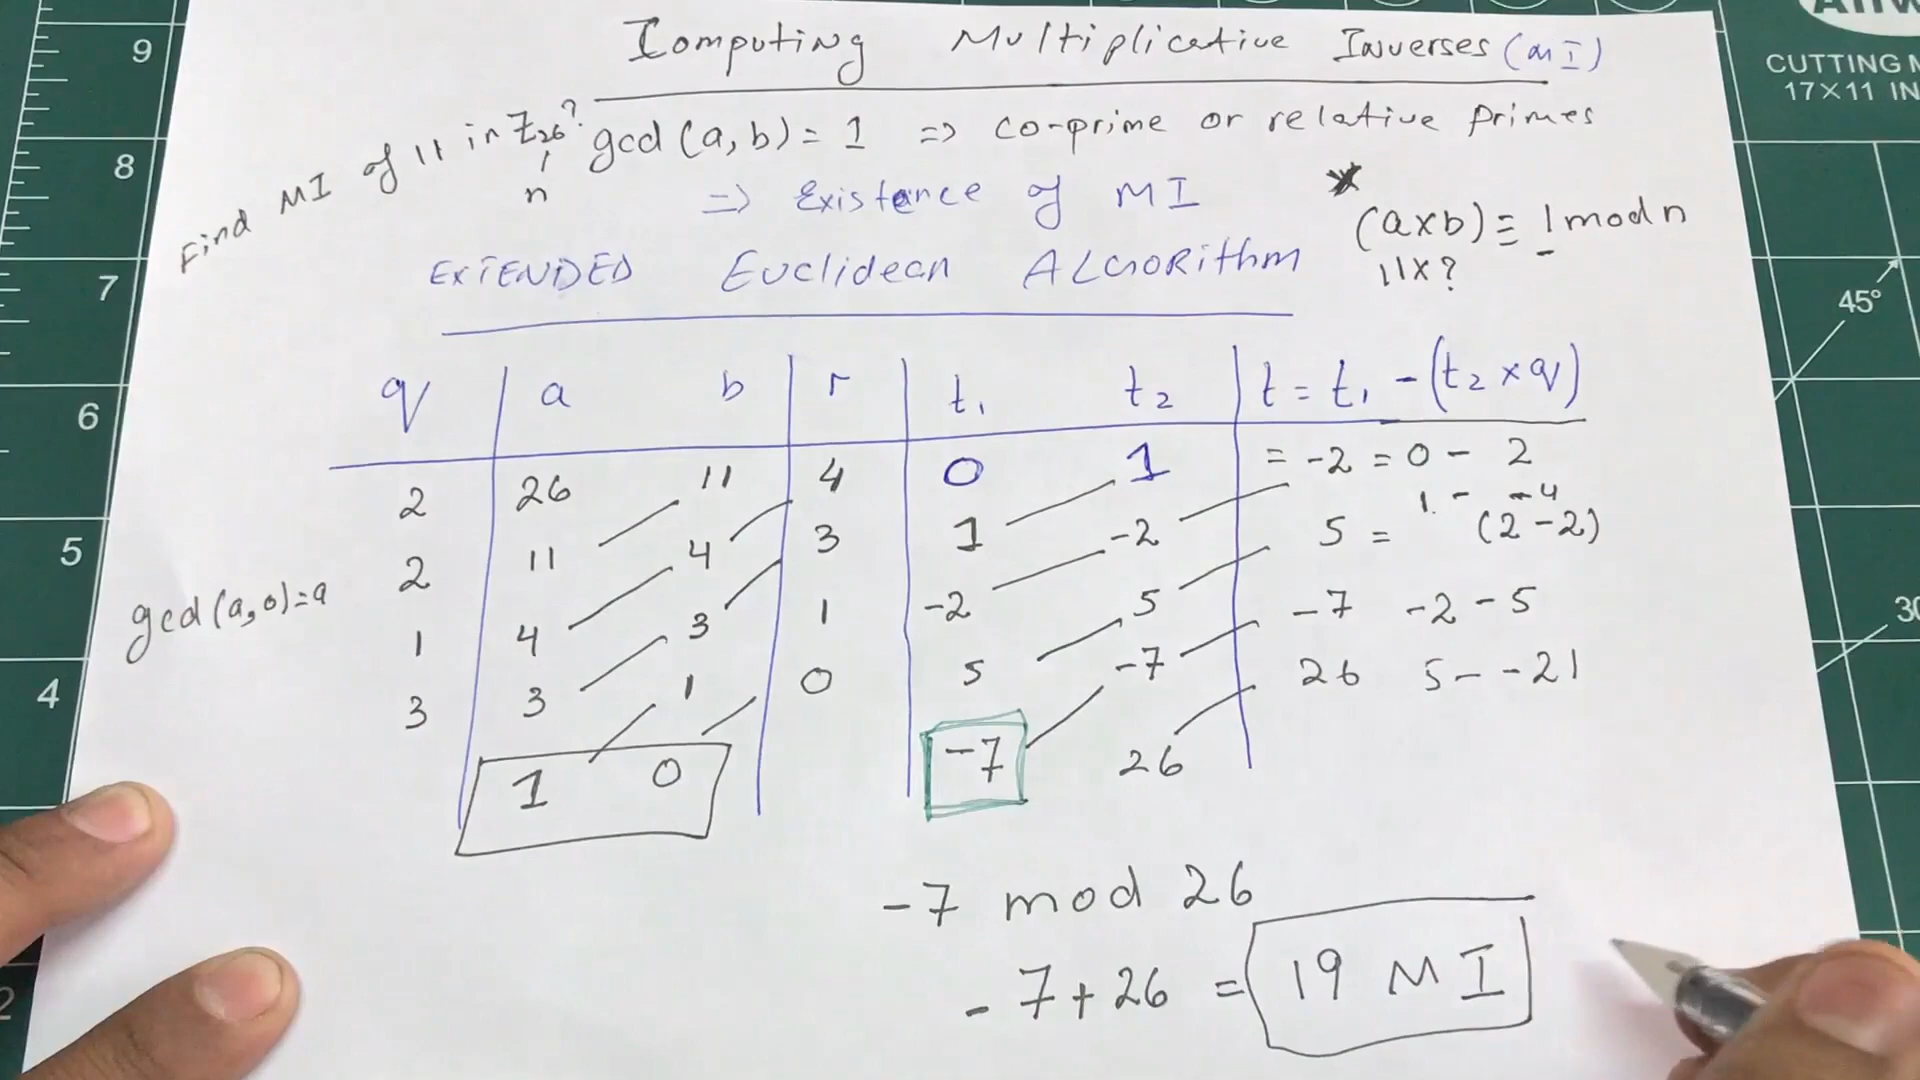 Computing Multiplicative Inverses (MI)
Find MI of 11 in Z26?
n
gcd (a, b) = 1 => co-prime or relative primes
=> Existance of MI
* (a x b) ≡ 1 mod n
11 x ?
EXTENDED Euclidean ALGORithm
q a b r t1 t2 t = t1 - (t2 x q)
2 26 11 4 0 1 = -2 = 0 - 2
2 11 4 3 1 -2 5 = 1 - -4 (2 -2)
1 4 3 1 -2 5 -7 -2 - 5
3 3 1 0 5 -7 26 5 - -21
1 0 -7 26
gcd (a, 0) = a
-7 mod 26
-7 + 26 = 19 MI
9
8
7
6
5
4
2
CUTTING
17X11 IN
45°
30